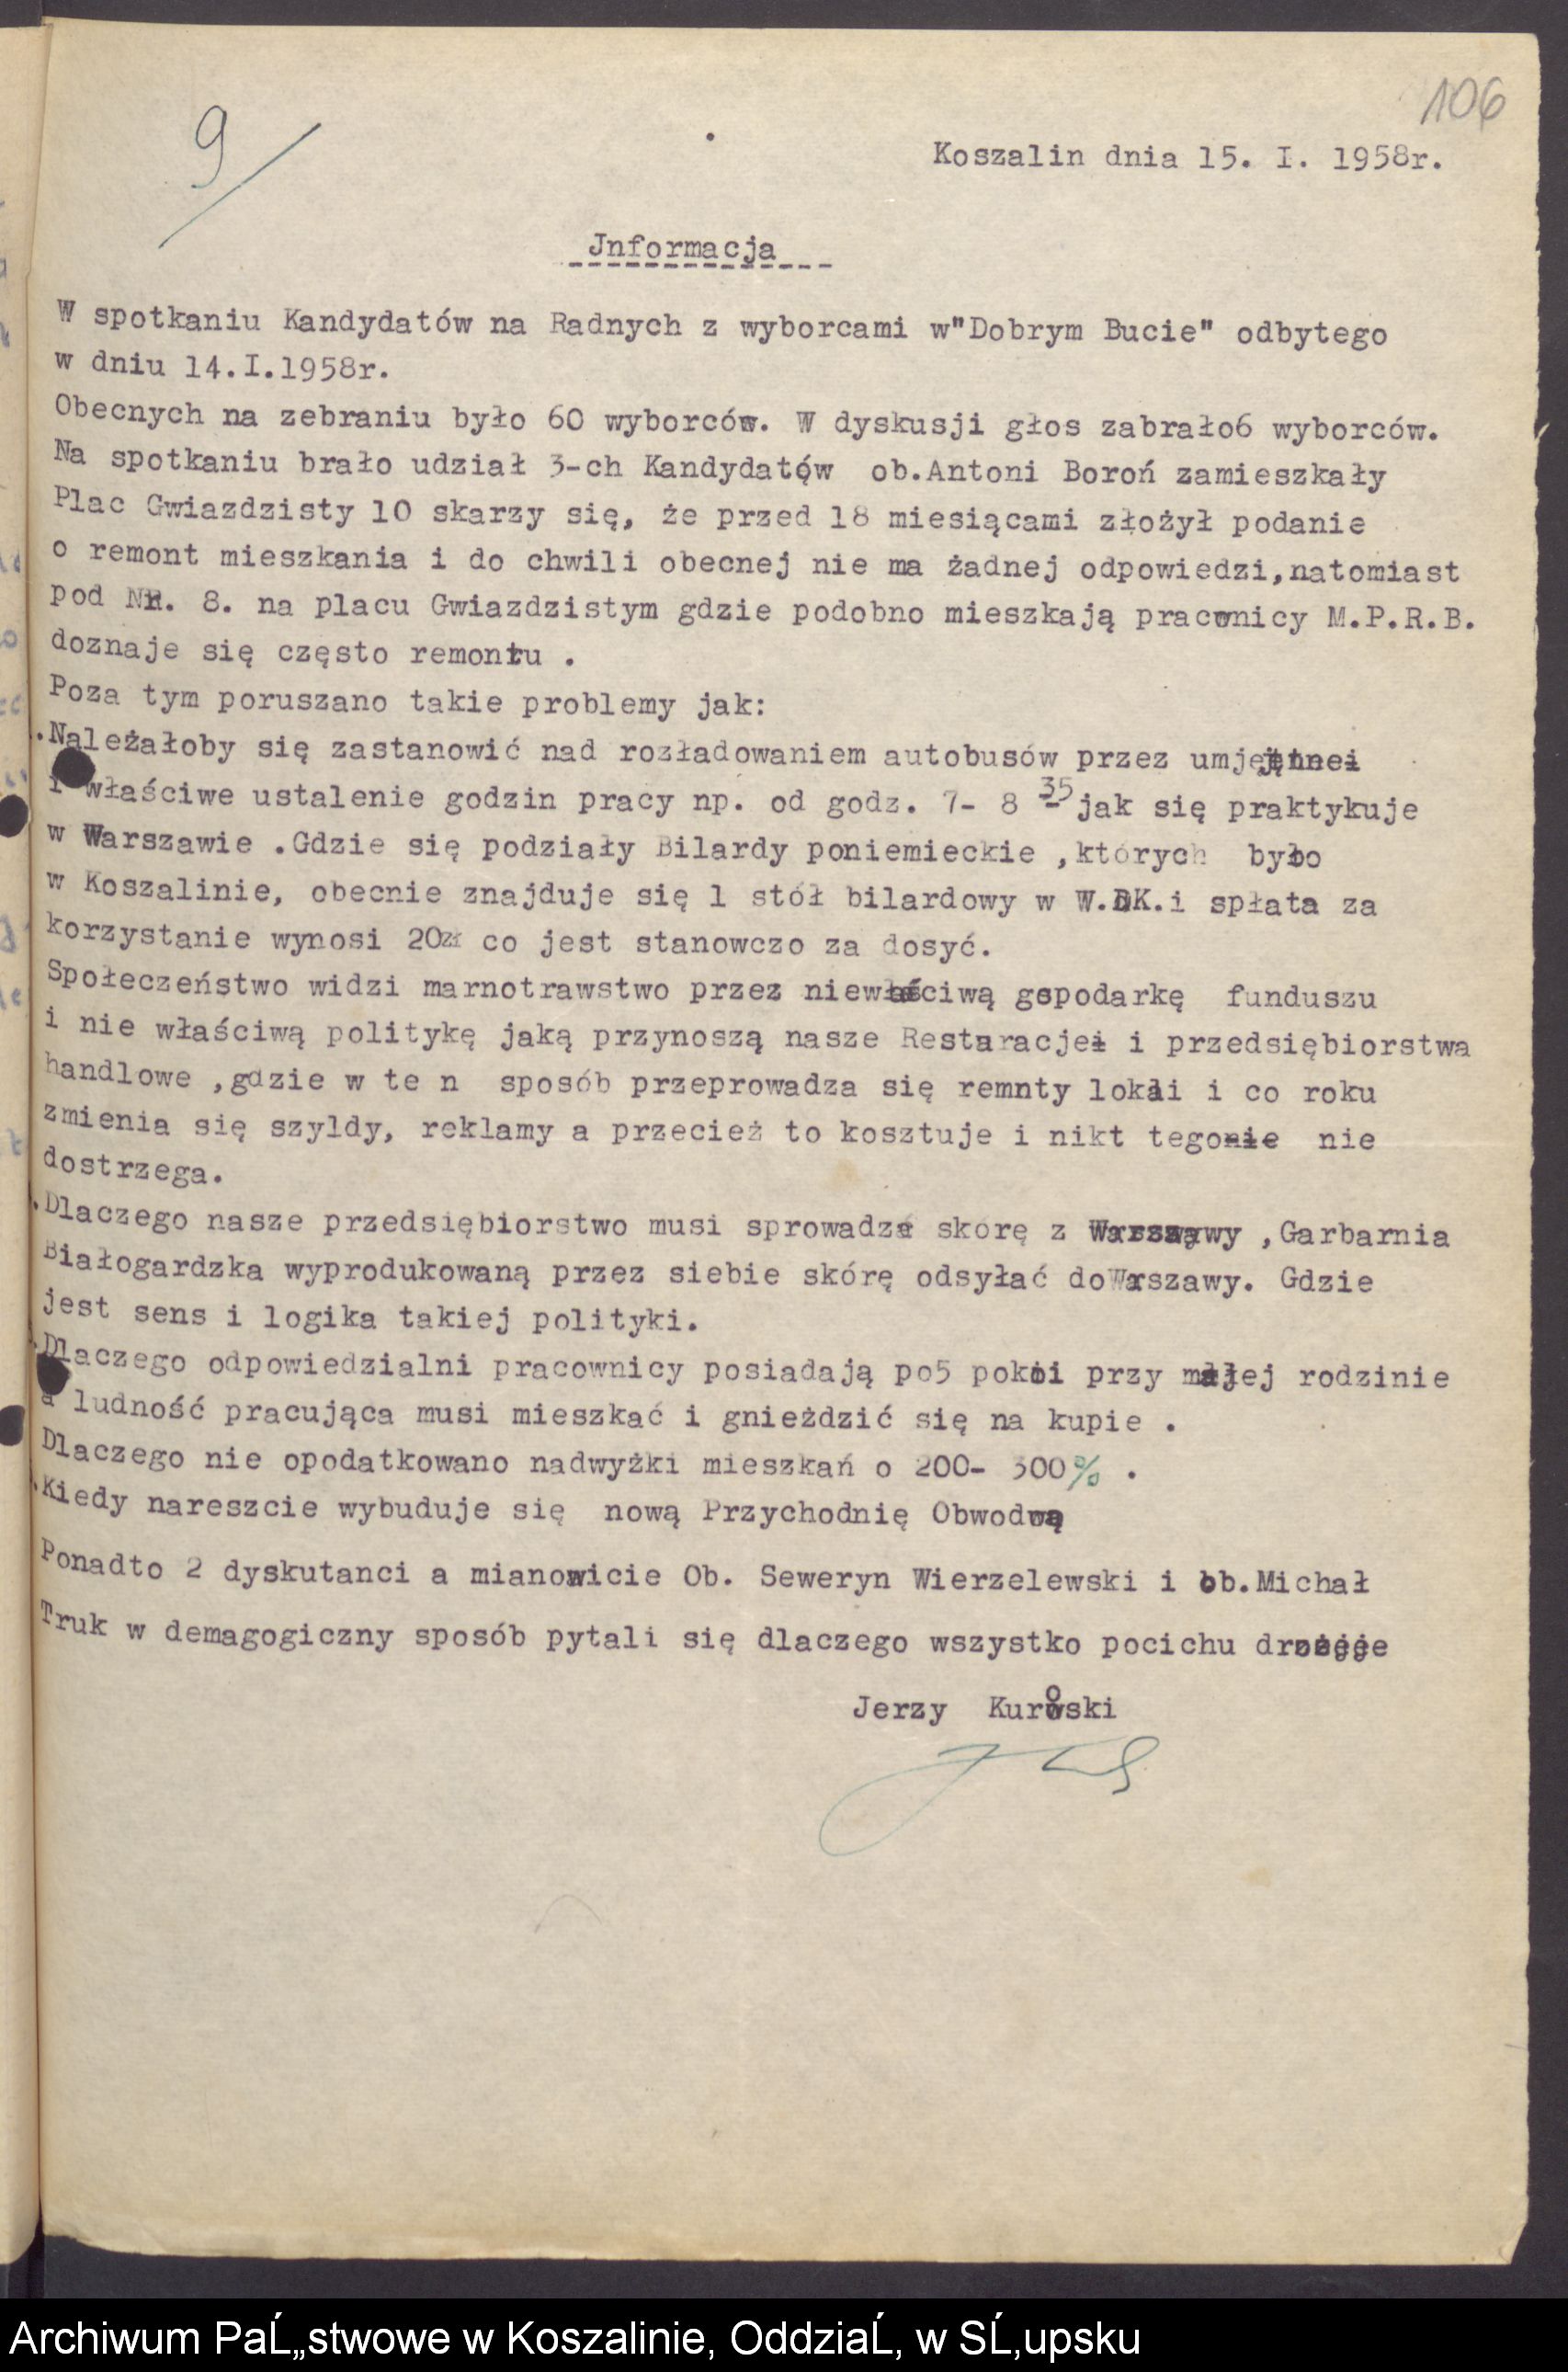 106
9/
Koszalin dnia 15. I. 1958r.
Jnformacja
W spotkaniu Kandydatów na Radnych z wyborcami w"Dobrym Bucie" odbytego
w dniu 14.I.1958r.
Obecnych na zebraniu było 60 wyborców. W dyskusji głos zabrało6 wyborców.
Na spotkaniu brało udział 3-ch Kandydatów ob.Antoni Boroń zamieszkały
Plac Gwiazdzisty 10 skarzy się, że przed 18 miesiącami złożył podanie
o remont mieszkania i do chwili obecnej nie ma żadnej odpowiedzi,natomiast
pod NR. 8. na placu Gwiazdzistym gdzie podobno mieszkają pracwnicy M.P.R.B.
doznaje się często remontu .
Poza tym poruszano takie problemy jak:
.Należałoby się zastanowić nad rozładowaniem autobusów przez
i właściwe ustalenie godzin pracy np. od godz. 7- 8 35 jak się praktykuje
w Warszawie .Gdzie się podziały Bilardy poniemieckie ,których było
w Koszalinie, obecnie znajduje się 1 stół bilardowy w W.DK.i spłata za
korzystanie wynosi 20zł co jest stanowczo za dosyć.
Społeczeństwo widzi marnotrawstwo przez niewłaściwą gospodarkę funduszu
i nie właściwą politykę jaką przynoszą nasze Restaracje i przedsiębiorstwa
handlowe ,gdzie w te n sposób przeprowadza się remnty lokali i co roku
zmienia się szyldy, reklamy a przecież to kosztuje i nikt tego nie nie
dostrzega.
.Dlaczego nasze przedsiębiorstwo musi sprowadzać skórę z Warszawy ,Garbarnia
Białogardzka wyprodukowaną przez siebie skórę odsyłać doWarszawy. Gdzie
jest sens i logika takiej polityki.
.Dlaczego odpowiedzialni pracownicy posiadają po5 pokoi przy małej rodzinie
a ludność pracująca musi mieszkać i gnieżdzić się na kupie .
Dlaczego nie opodatkowano nadwyżki mieszkań o 200- 300% .
.Kiedy nareszcie wybuduje się nową Przychodnię Obwodową
Ponadto 2 dyskutanci a mianowicie Ob. Seweryn Wierzelewski i ob.Michał
Truk w demagogiczny sposób pytali się dlaczego wszystko pocichu drożeje
Jerzy Kurowski
Archiwum PaĹ„stwowe w Koszalinie, OddziaĹ‚ w SĹ‚upsku